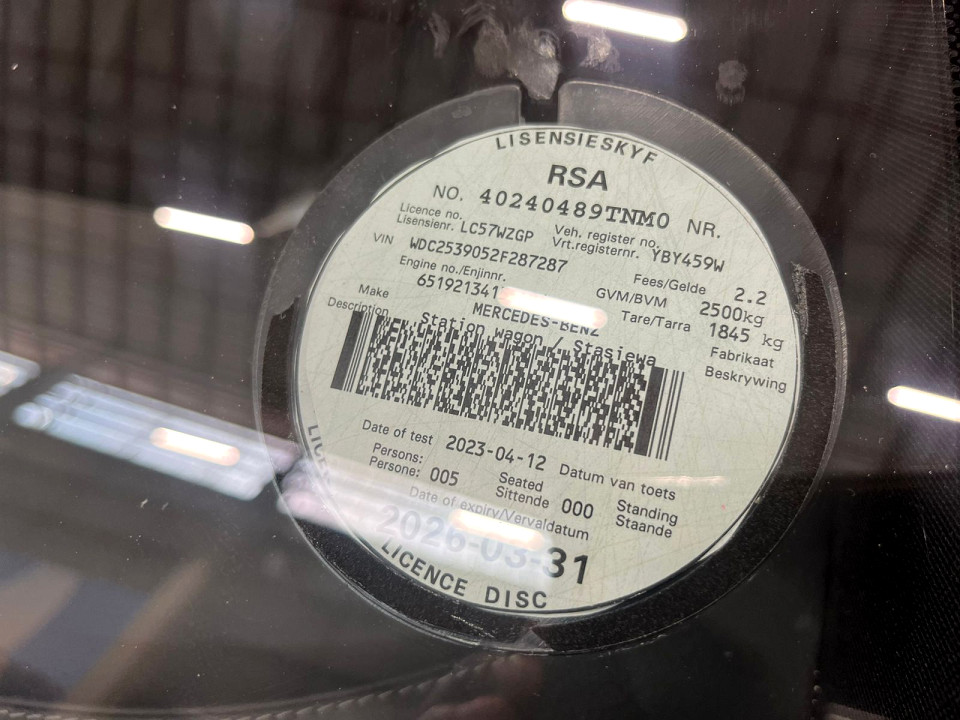 LISENSIESKYF
RSA
NO. 40240489TNM0 NR.
Licence no. Veh. register no.
Lisensienr. LC57WZGP Vrt.registernr. YBY459W
VIN WDC2539052F287287 Fees/Gelde 2.2
Engine no./Enjinnr. GVM/BVM 2500kg
Tare/Tarra 1845 kg
Make MERCEDES-BENZ Fabrikaat
Description Station wagon / Stasiewa Beskrywing
Date of test 2023-04-12 Datum van toets
Persons: Seated Standing
Persone: 005 Sittende 000 Staande
Date of expiry/Vervaldatum
2026-03-31
LICENCE DISC